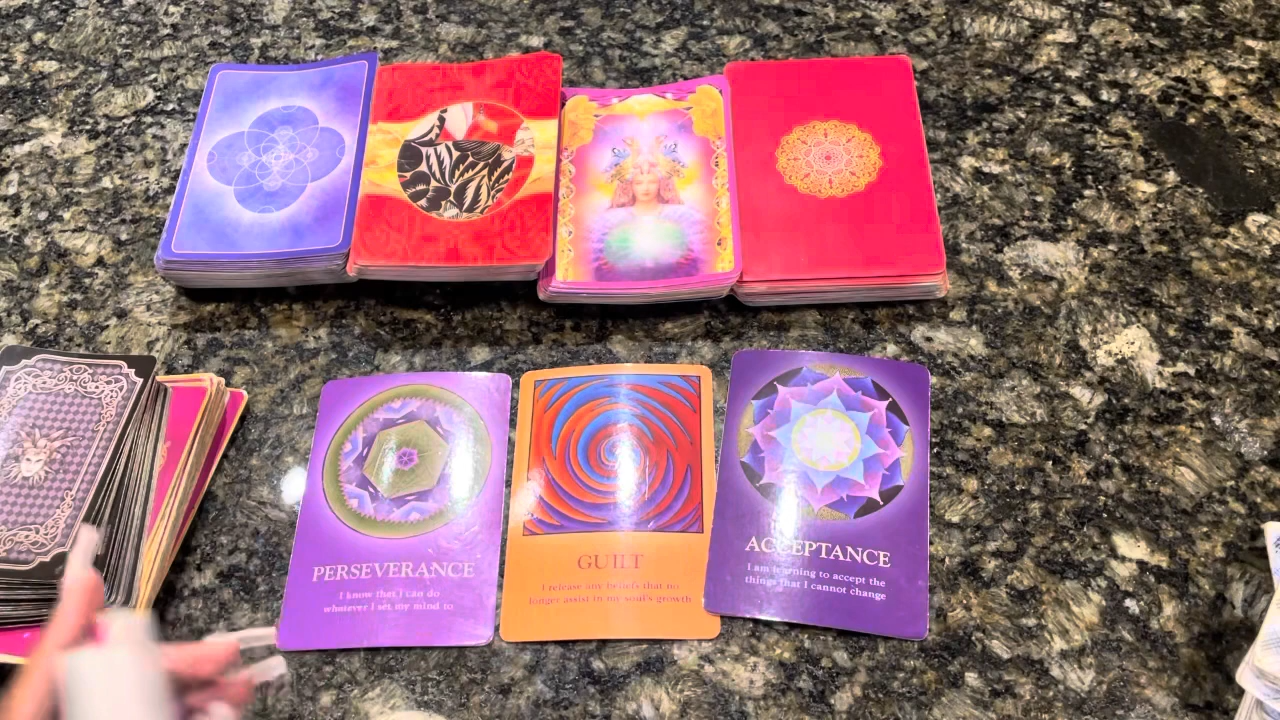 PERSEVERANCE
I know that I can do
whatever I set my mind to
GUILT
I release any beliefs that no
longer assist in my soul's growth
ACCEPTANCE
I am learning to accept the
things that I cannot change